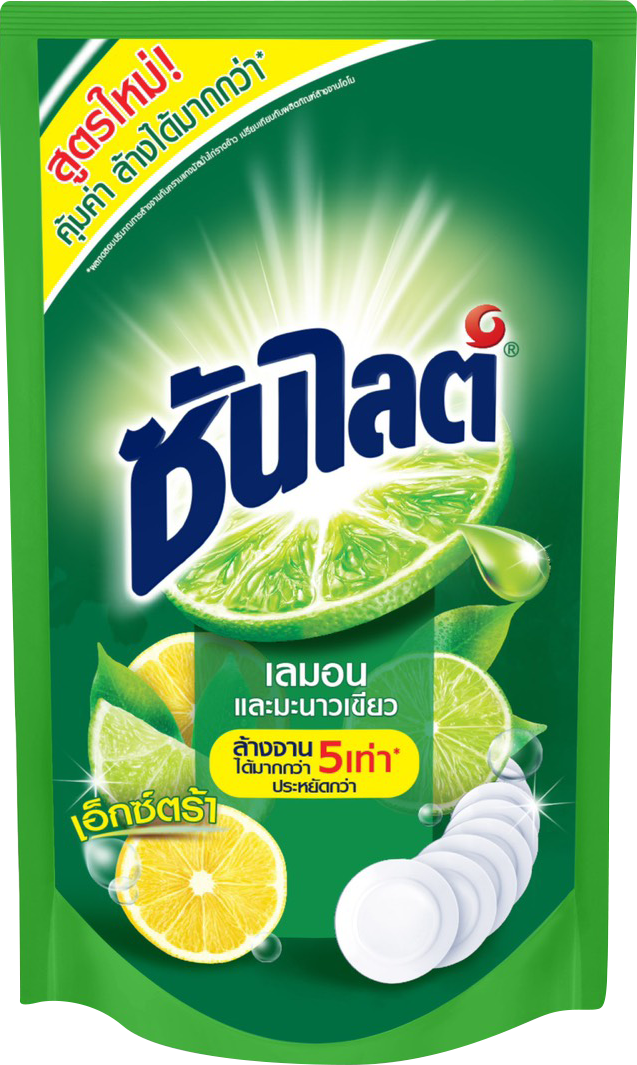 สูตรใหม่!
คุ้มค่า ล้างได้มากกว่า*
ซันไลต์®
เลมอน
และมะนาวเขียว
ล้างจาน
ได้มากกว่า 5เท่า*
ประหยัดกว่า
เอ็กซ์ตร้า